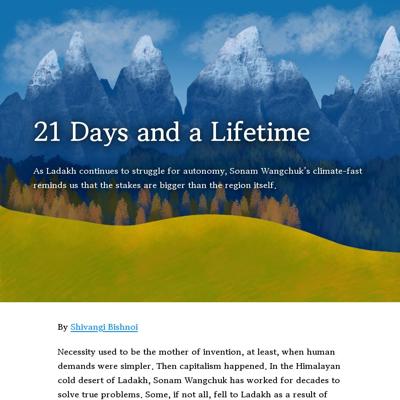 21 Days and a Lifetime
As Ladakh continues to struggle for autonomy, Sonam Wangchuk's climate-fast
reminds us that the stakes are bigger than the region itself.
By Shivangi Bishnoi
Necessity used to be the mother of invention, at least, when human
demands were simpler. Then capitalism happened. In the Himalayan
cold desert of Ladakh, Sonam Wangchuk has worked for decades to
solve true problems. Some, if not all, fell to Ladakh as a result of